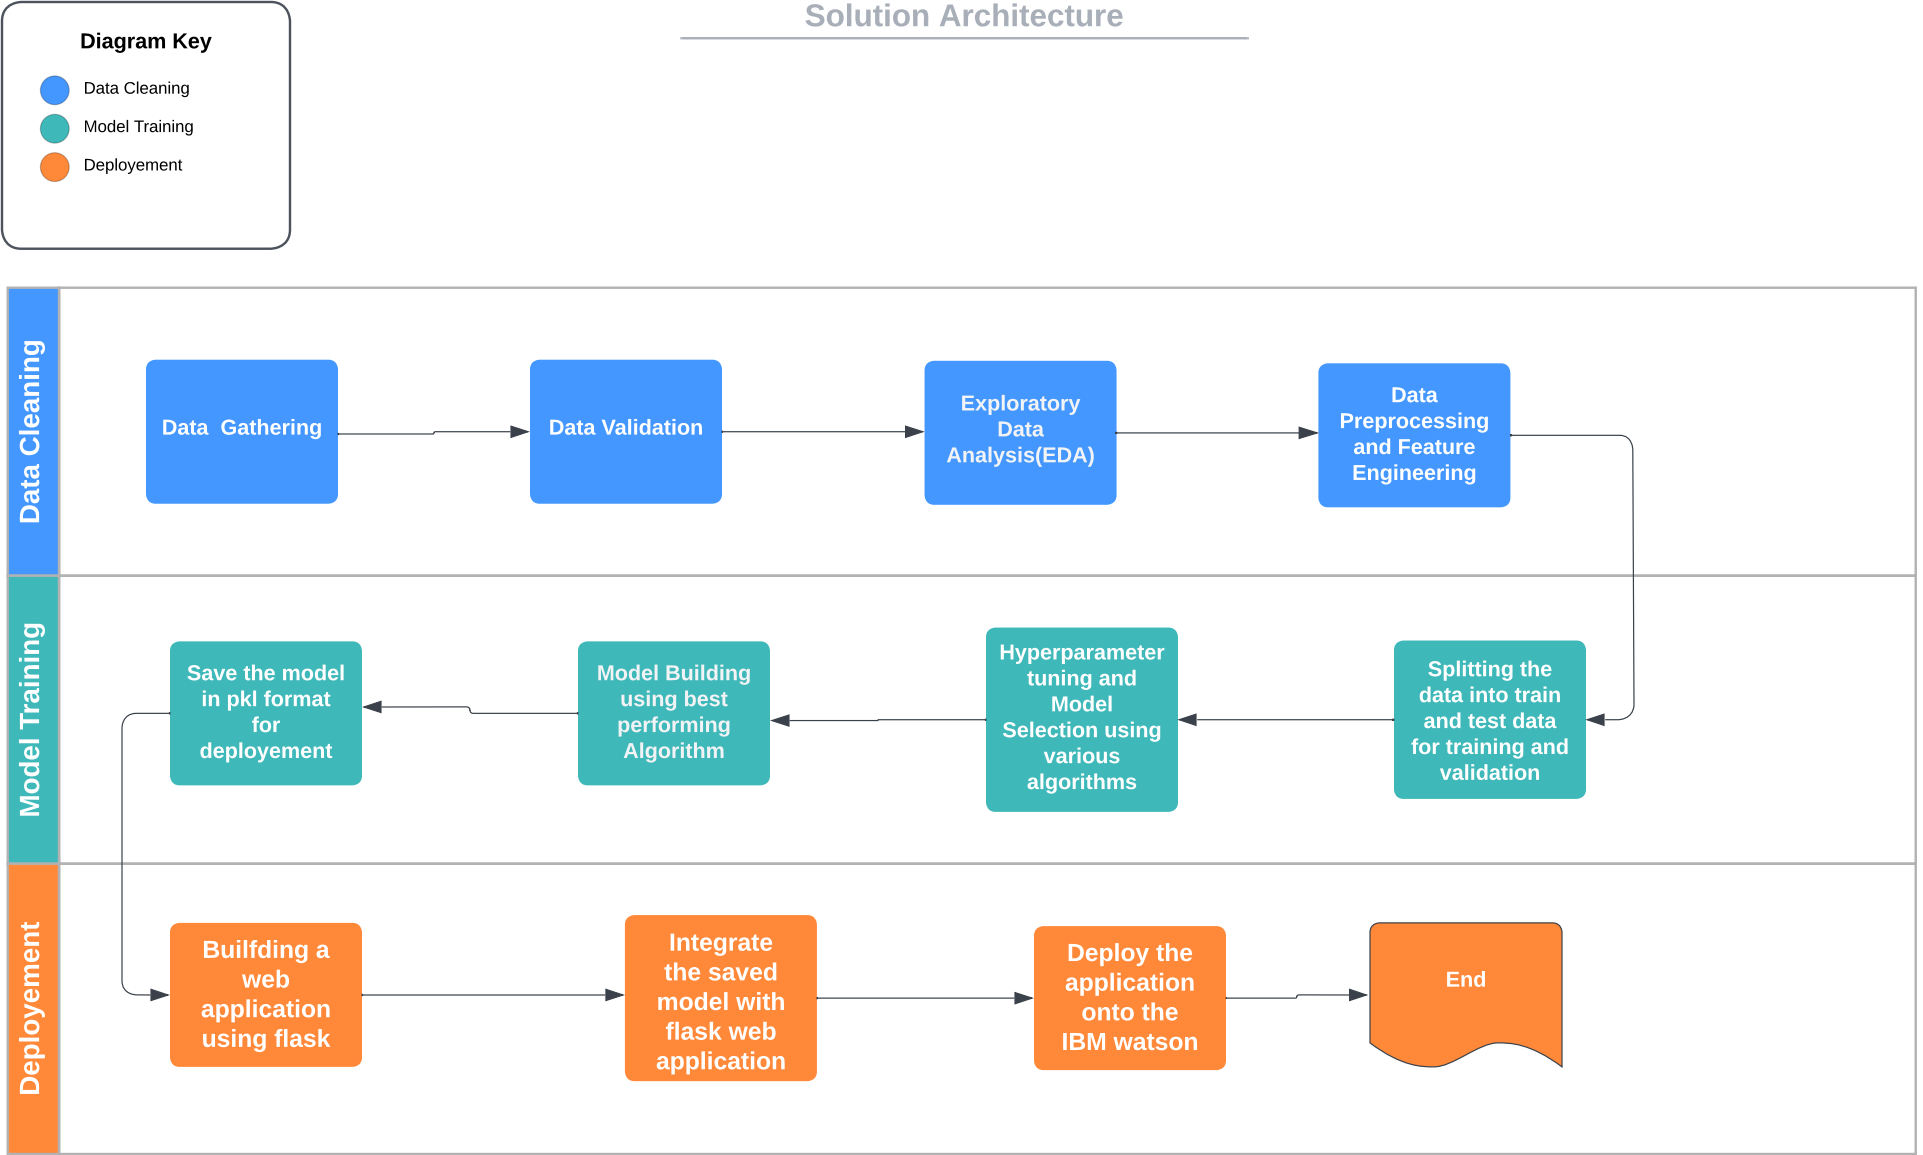 Solution Architecture
Diagram Key
Data Cleaning
Model Training
Deployement
Data Cleaning
Data  Gathering
Data Validation
Exploratory
Data
Analysis(EDA)
Data
Preprocessing
and Feature
Engineering
Model Training
Save the model
in pkl format
for
deployement
Model Building
using best
performing
Algorithm
Hyperparameter
tuning and
Model
Selection using
various
algorithms
Splitting the
data into train
and test data
for training and
validation
Deployement
Builfding a
web
application
using flask
Integrate
the saved
model with
flask web
application
Deploy the
application
onto the
IBM watson
End